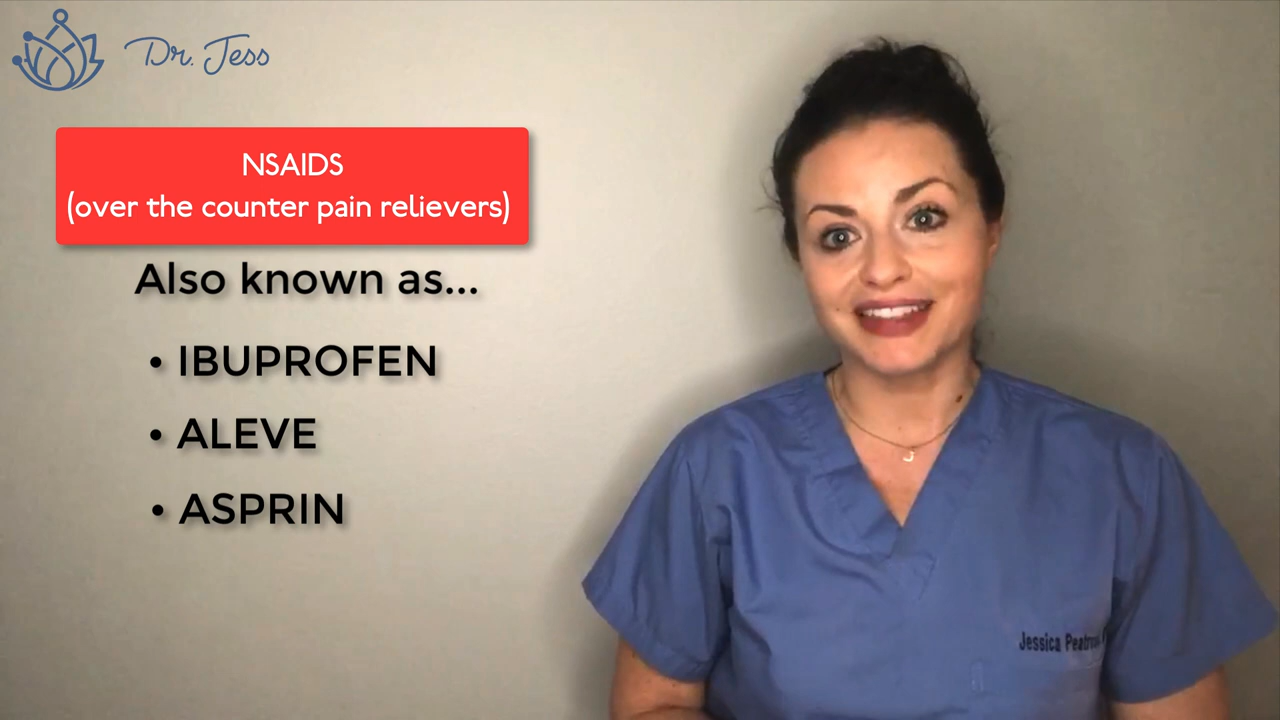 Dr. Jess
NSAIDS
(over the counter pain relievers)
Also known as...
• IBUPROFEN
• ALEVE
• ASPRIN
Jessica